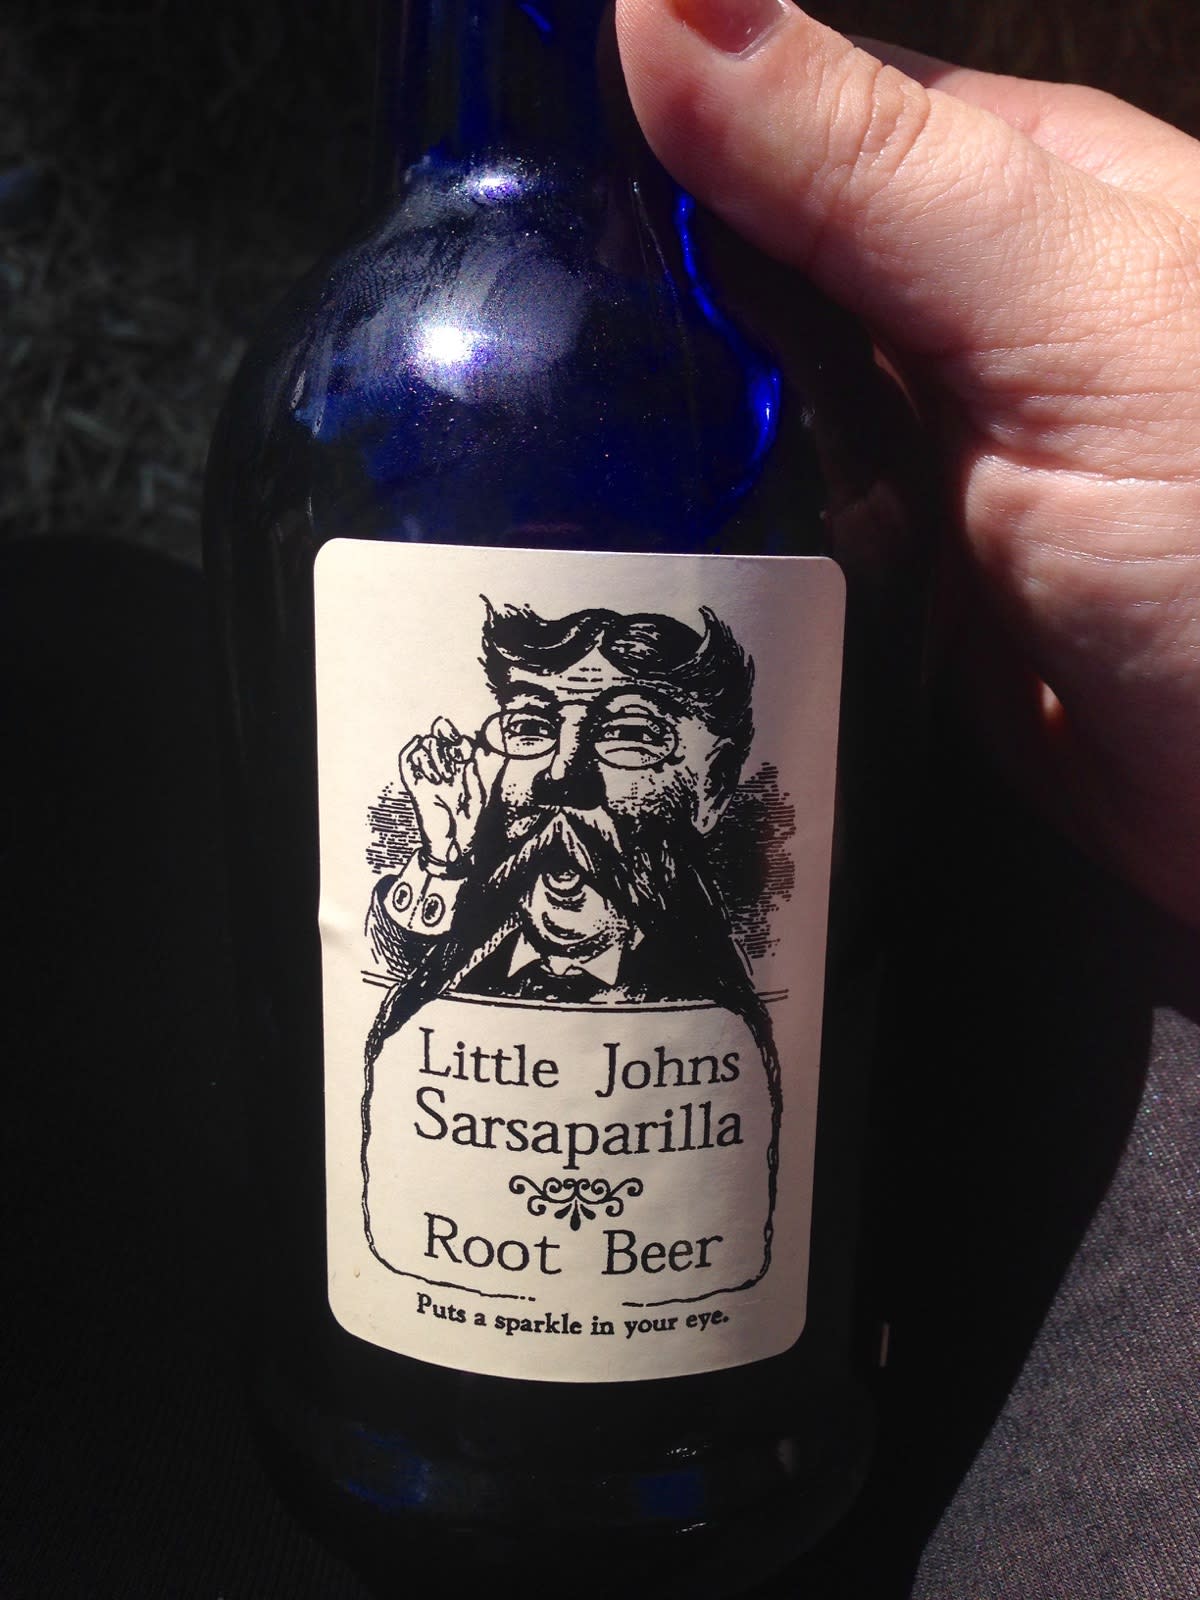 Little Johns
Sarsaparilla
Root Beer
Puts a sparkle in your eye.